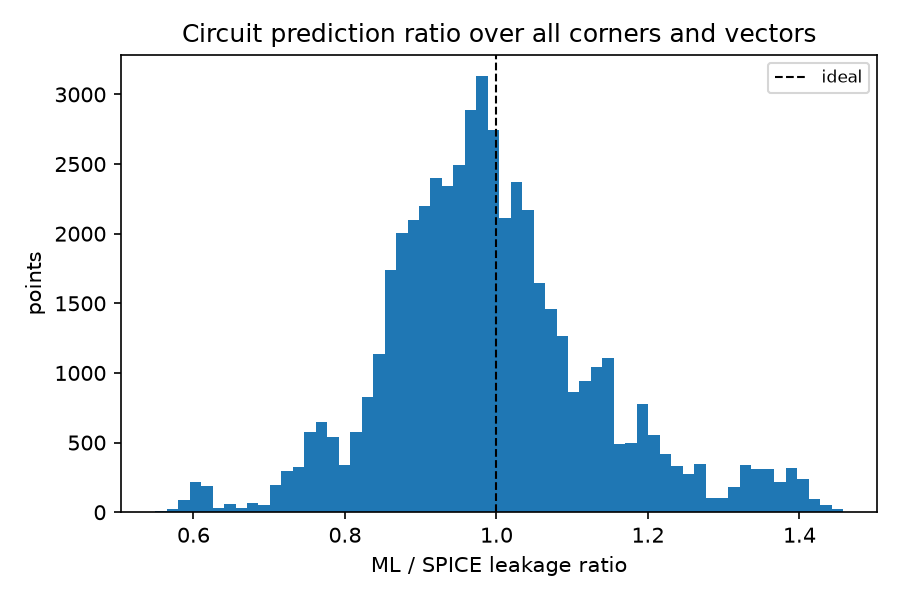 Circuit prediction ratio over all corners and vectors
ideal
3000
2500
2000
1500
1000
500
0
points
0.6 0.8 1.0 1.2 1.4
ML / SPICE leakage ratio